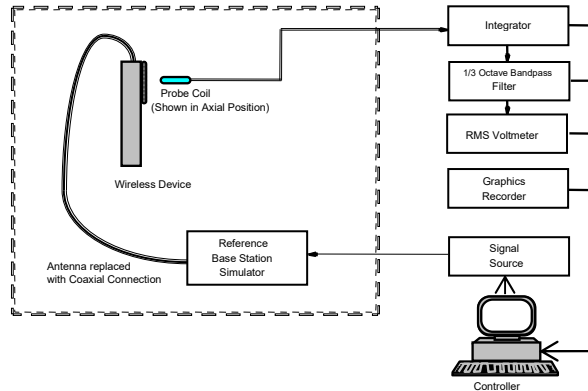 Integrator
1/3 Octave Bandpass
Filter
RMS Voltmeter
Graphics
Recorder
Signal
Source
Controller
Probe Coil
(Shown in Axial Position)
Wireless Device
Reference
Base Station
Simulator
Antenna replaced
with Coaxial Connection